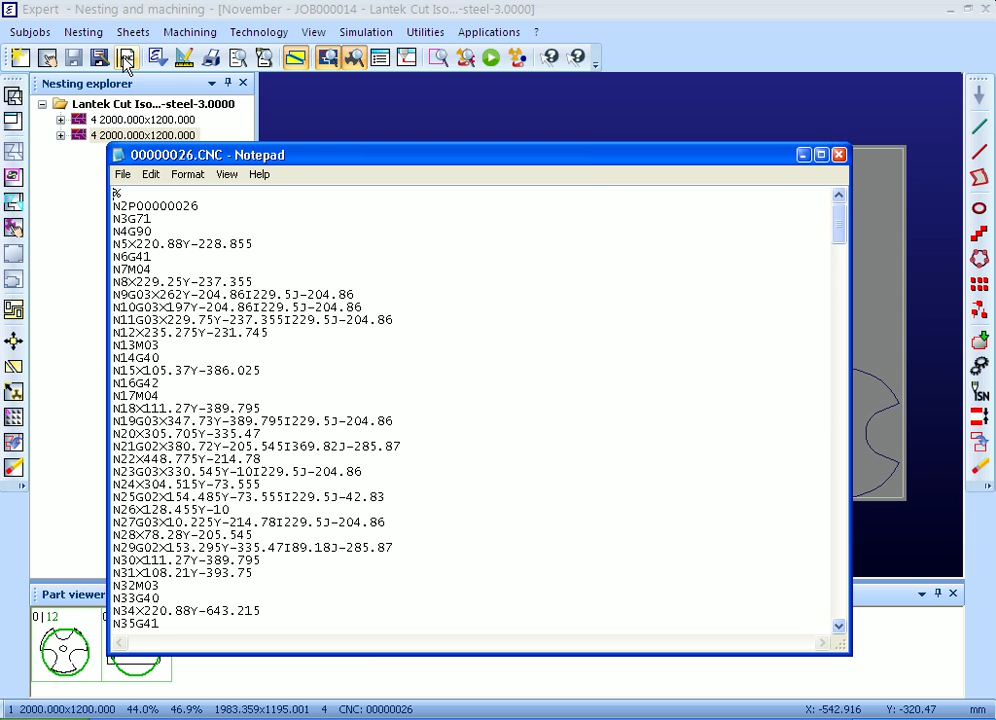 Expert - Nesting and machining - [November - JOB000014 - Lantek Cut Iso...-steel-3.0000]
Subjobs Nesting Sheets Machining Technology View Simulation Utilities Applications ?
Nesting explorer
Lantek Cut Iso...-steel-3.0000
4 2000.000x1200.000
4 2000.000x1200.000
00000026.CNC - Notepad
File Edit Format View Help
%
N2P00000026
N3G71
N4G90
N5X220.88Y-228.855
N6G41
N7M04
N8X229.25Y-237.355
N9G03X262Y-204.86I229.5J-204.86
N10G03X197Y-204.86I229.5J-204.86
N11G03X229.75Y-237.355I229.5J-204.86
N12X235.275Y-231.745
N13M03
N14G40
N15X105.37Y-386.025
N16G42
N17M04
N18X111.27Y-389.795
N19G03X347.73Y-389.795I229.5J-204.86
N20X305.705Y-335.47
N21G02X380.72Y-205.545I369.82J-285.87
N22X448.775Y-214.78
N23G03X330.545Y-10I229.5J-204.86
N24X304.515Y-73.555
N25G02X154.485Y-73.555I229.5J-42.83
N26X128.455Y-10
N27G03X10.225Y-214.78I229.5J-204.86
N28X78.28Y-205.545
N29G02X153.295Y-335.47I89.18J-285.87
N30X111.27Y-389.795
N31X108.21Y-393.75
N32M03
N33G40
N34X220.88Y-643.215
N35G41
ISN
Part viewer
0|12
1 2000.000x1200.000 44.0% 46.9% 1983.359x1195.001 4 CNC: 00000026 X: -542.916 Y: -320.47 mm